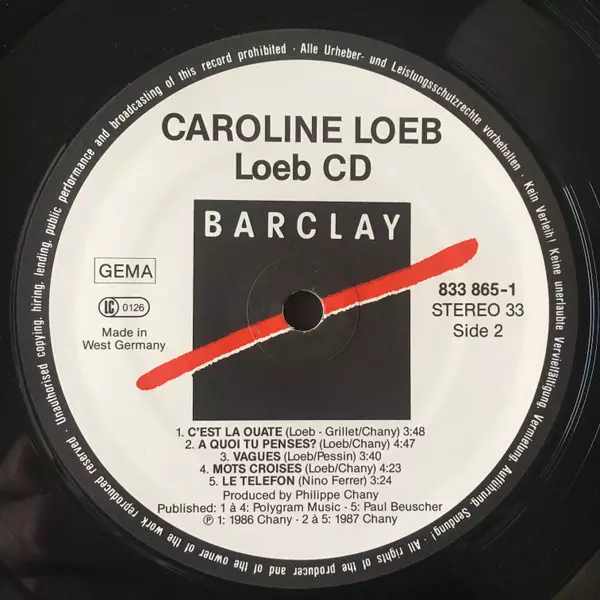 Unauthorised copying, hiring, lending, public performance and broadcasting of this record prohibited · Alle Urheber- und Leistungsschutzrechte vorbehalten · Kein Verleih! Keine unerlaubte Vervielfältigung, Vermietung, Aufführung, Sendung! · All rights of the producer and of the owner of the work reproduced reserved ·
CAROLINE LOEB
Loeb CD
BARCLAY
GEMA
LC 0126
Made in
West Germany
833 865-1
STEREO 33
Side 2
1. C'EST LA OUATE (Loeb - Grillet/Chany) 3:48
2. A QUOI TU PENSES? (Loeb/Chany) 4:47
3. VAGUES (Loeb/Pessin) 3:40
4. MOTS CROISES (Loeb/Chany) 4:23
5. LE TELEFON (Nino Ferrer) 3:24
Produced by Philippe Chany
Published: 1 à 4: Polygram Music - 5: Paul Beuscher
℗ 1: 1986 Chany - 2 à 5: 1987 Chany